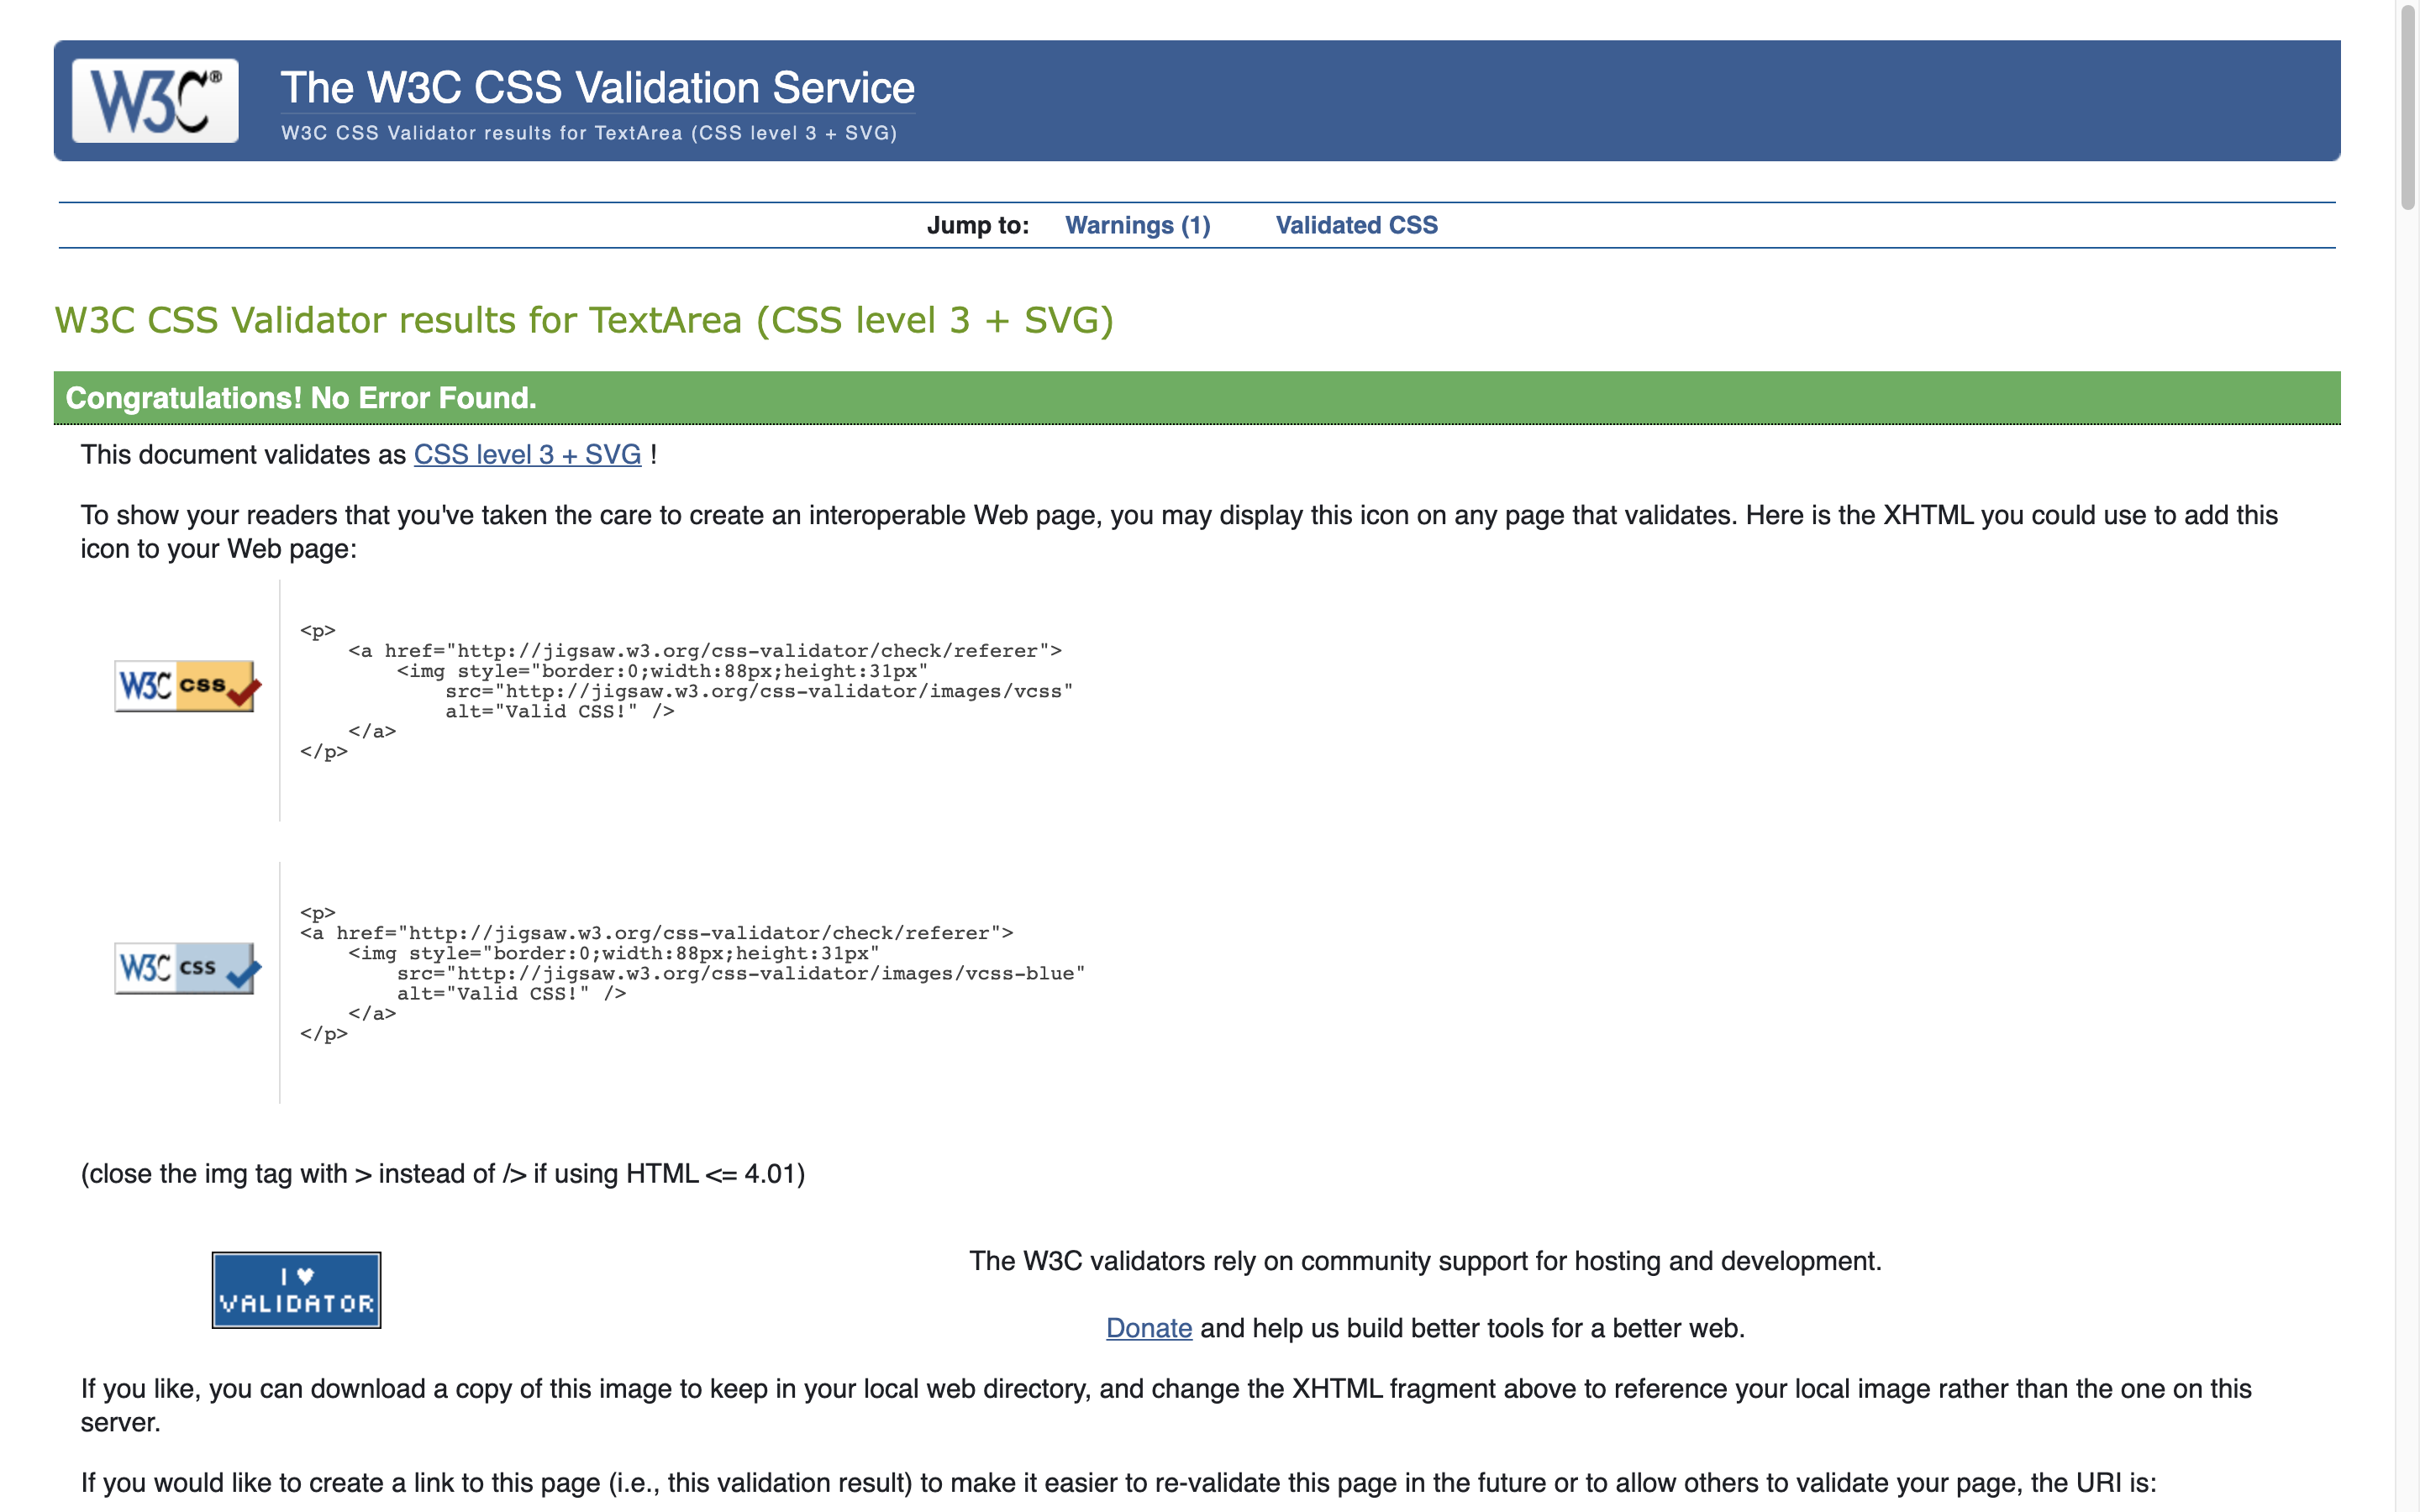 W3C®
The W3C CSS Validation Service
W3C CSS Validator results for TextArea (CSS level 3 + SVG)
Jump to: Warnings (1) Validated CSS
W3C CSS Validator results for TextArea (CSS level 3 + SVG)
Congratulations! No Error Found.
This document validates as CSS level 3 + SVG !
To show your readers that you've taken the care to create an interoperable Web page, you may display this icon on any page that validates. Here is the XHTML you could use to add this
icon to your Web page:
W3C css
<p>
    <a href="http://jigsaw.w3.org/css-validator/check/referer">
        <img style="border:0;width:88px;height:31px"
            src="http://jigsaw.w3.org/css-validator/images/vcss"
            alt="Valid CSS!" />
    </a>
</p>
W3C css
<p>
<a href="http://jigsaw.w3.org/css-validator/check/referer">
    <img style="border:0;width:88px;height:31px"
        src="http://jigsaw.w3.org/css-validator/images/vcss-blue"
        alt="Valid CSS!" />
    </a>
</p>
(close the img tag with > instead of /> if using HTML <= 4.01)
I ♥
VALIDATOR
The W3C validators rely on community support for hosting and development.
Donate and help us build better tools for a better web.
If you like, you can download a copy of this image to keep in your local web directory, and change the XHTML fragment above to reference your local image rather than the one on this
server.
If you would like to create a link to this page (i.e., this validation result) to make it easier to re-validate this page in the future or to allow others to validate your page, the URI is: